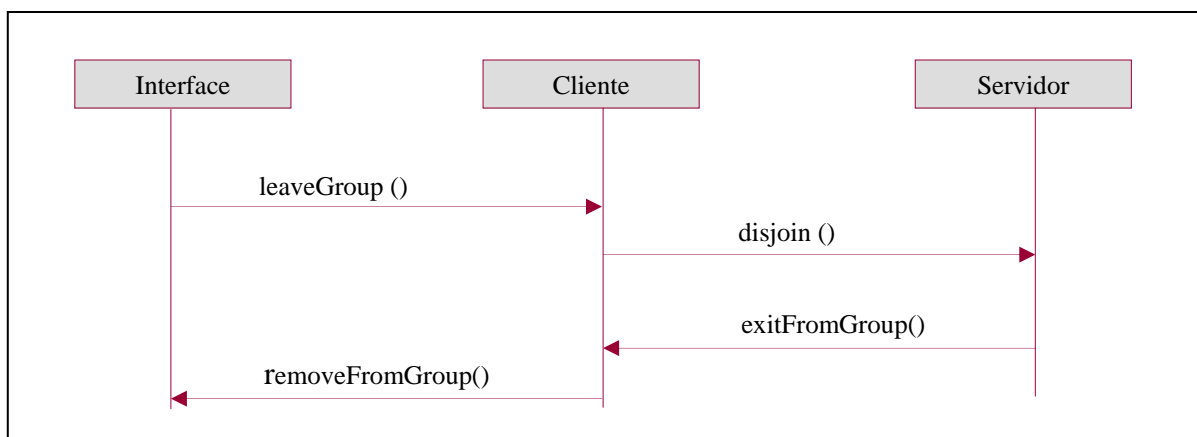 Interface
Cliente
Servidor
leaveGroup ()
disjoin ()
exitFromGroup()
removeFromGroup()